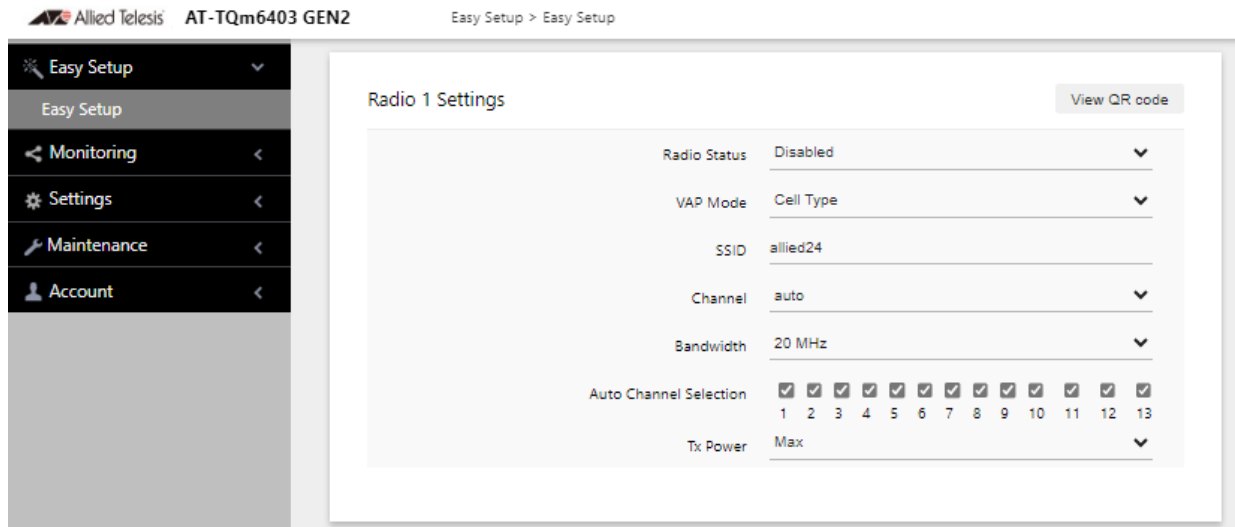 Allied Telesis AT-TQm6403 GEN2 Easy Setup > Easy Setup
Easy Setup
Easy Setup
Monitoring
Settings
Maintenance
Account
Radio 1 Settings View QR code
Radio Status Disabled
VAP Mode Cell Type
SSID allied24
Channel auto
Bandwidth 20 MHz
Auto Channel Selection
1 2 3 4 5 6 7 8 9 10 11 12 13
Tx Power Max